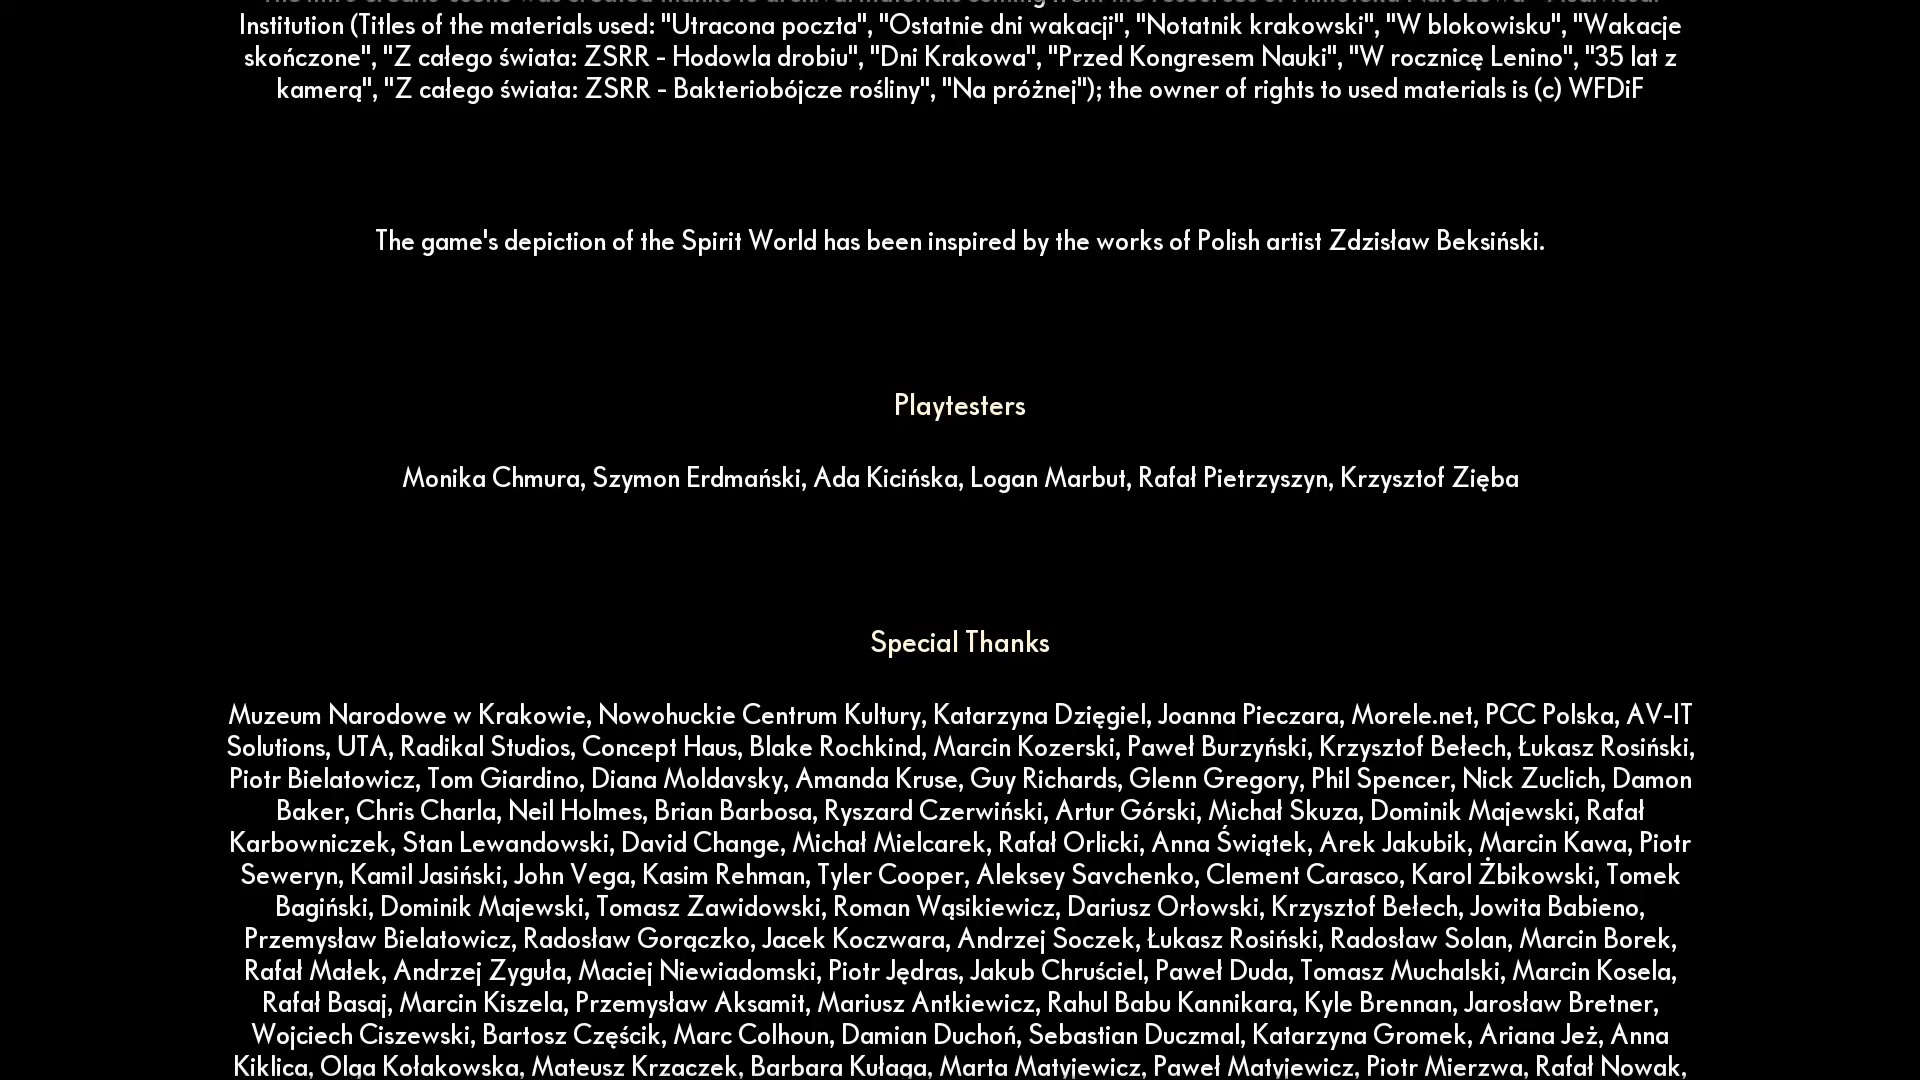 Institution (Titles of the materials used: "Utracona poczta", "Ostatnie dni wakacji", "Notatnik krakowski", "W blokowisku", "Wakacje
skończone", "Z całego świata: ZSRR - Hodowla drobiu", "Dni Krakowa", "Przed Kongresem Nauki", "W rocznicę Lenino", "35 lat z
kamerą", "Z całego świata: ZSRR - Bakteriobójcze rośliny", "Na próżnej"); the owner of rights to used materials is (c) WFDiF
The game's depiction of the Spirit World has been inspired by the works of Polish artist Zdzisław Beksiński.
Playtesters
Monika Chmura, Szymon Erdmański, Ada Kicińska, Logan Marbut, Rafał Pietrzyszyn, Krzysztof Zięba
Special Thanks
Muzeum Narodowe w Krakowie, Nowohuckie Centrum Kultury, Katarzyna Dzięgiel, Joanna Pieczara, Morele.net, PCC Polska, AV-IT
Solutions, UTA, Radikal Studios, Concept Haus, Blake Rochkind, Marcin Kozerski, Paweł Burzyński, Krzysztof Bełech, Łukasz Rosiński,
Piotr Bielatowicz, Tom Giardino, Diana Moldavsky, Amanda Kruse, Guy Richards, Glenn Gregory, Phil Spencer, Nick Zuclich, Damon
Baker, Chris Charla, Neil Holmes, Brian Barbosa, Ryszard Czerwiński, Artur Górski, Michał Skuza, Dominik Majewski, Rafał
Karbowniczek, Stan Lewandowski, David Change, Michał Mielcarek, Rafał Orlicki, Anna Świątek, Arek Jakubik, Marcin Kawa, Piotr
Seweryn, Kamil Jasiński, John Vega, Kasim Rehman, Tyler Cooper, Aleksey Savchenko, Clement Carasco, Karol Żbikowski, Tomek
Bagiński, Dominik Majewski, Tomasz Zawidowski, Roman Wąsikiewicz, Dariusz Orłowski, Krzysztof Bełech, Jowita Babieno,
Przemysław Bielatowicz, Radosław Gorączko, Jacek Koczwara, Andrzej Soczek, Łukasz Rosiński, Radosław Solan, Marcin Borek,
Rafał Małek, Andrzej Zyguła, Maciej Niewiadomski, Piotr Jędras, Jakub Chruściel, Paweł Duda, Tomasz Muchalski, Marcin Kosela,
Rafał Basaj, Marcin Kiszela, Przemysław Aksamit, Mariusz Antkiewicz, Rahul Babu Kannikara, Kyle Brennan, Jarosław Bretner,
Wojciech Ciszewski, Bartosz Częścik, Marc Colhoun, Damian Duchoń, Sebastian Duczmal, Katarzyna Gromek, Ariana Jeż, Anna
Kiklica, Olga Kołakowska, Mateusz Krzaczek, Barbara Kułaga, Marta Matyjewicz, Paweł Matyjewicz, Piotr Mierzwa, Rafał Nowak,